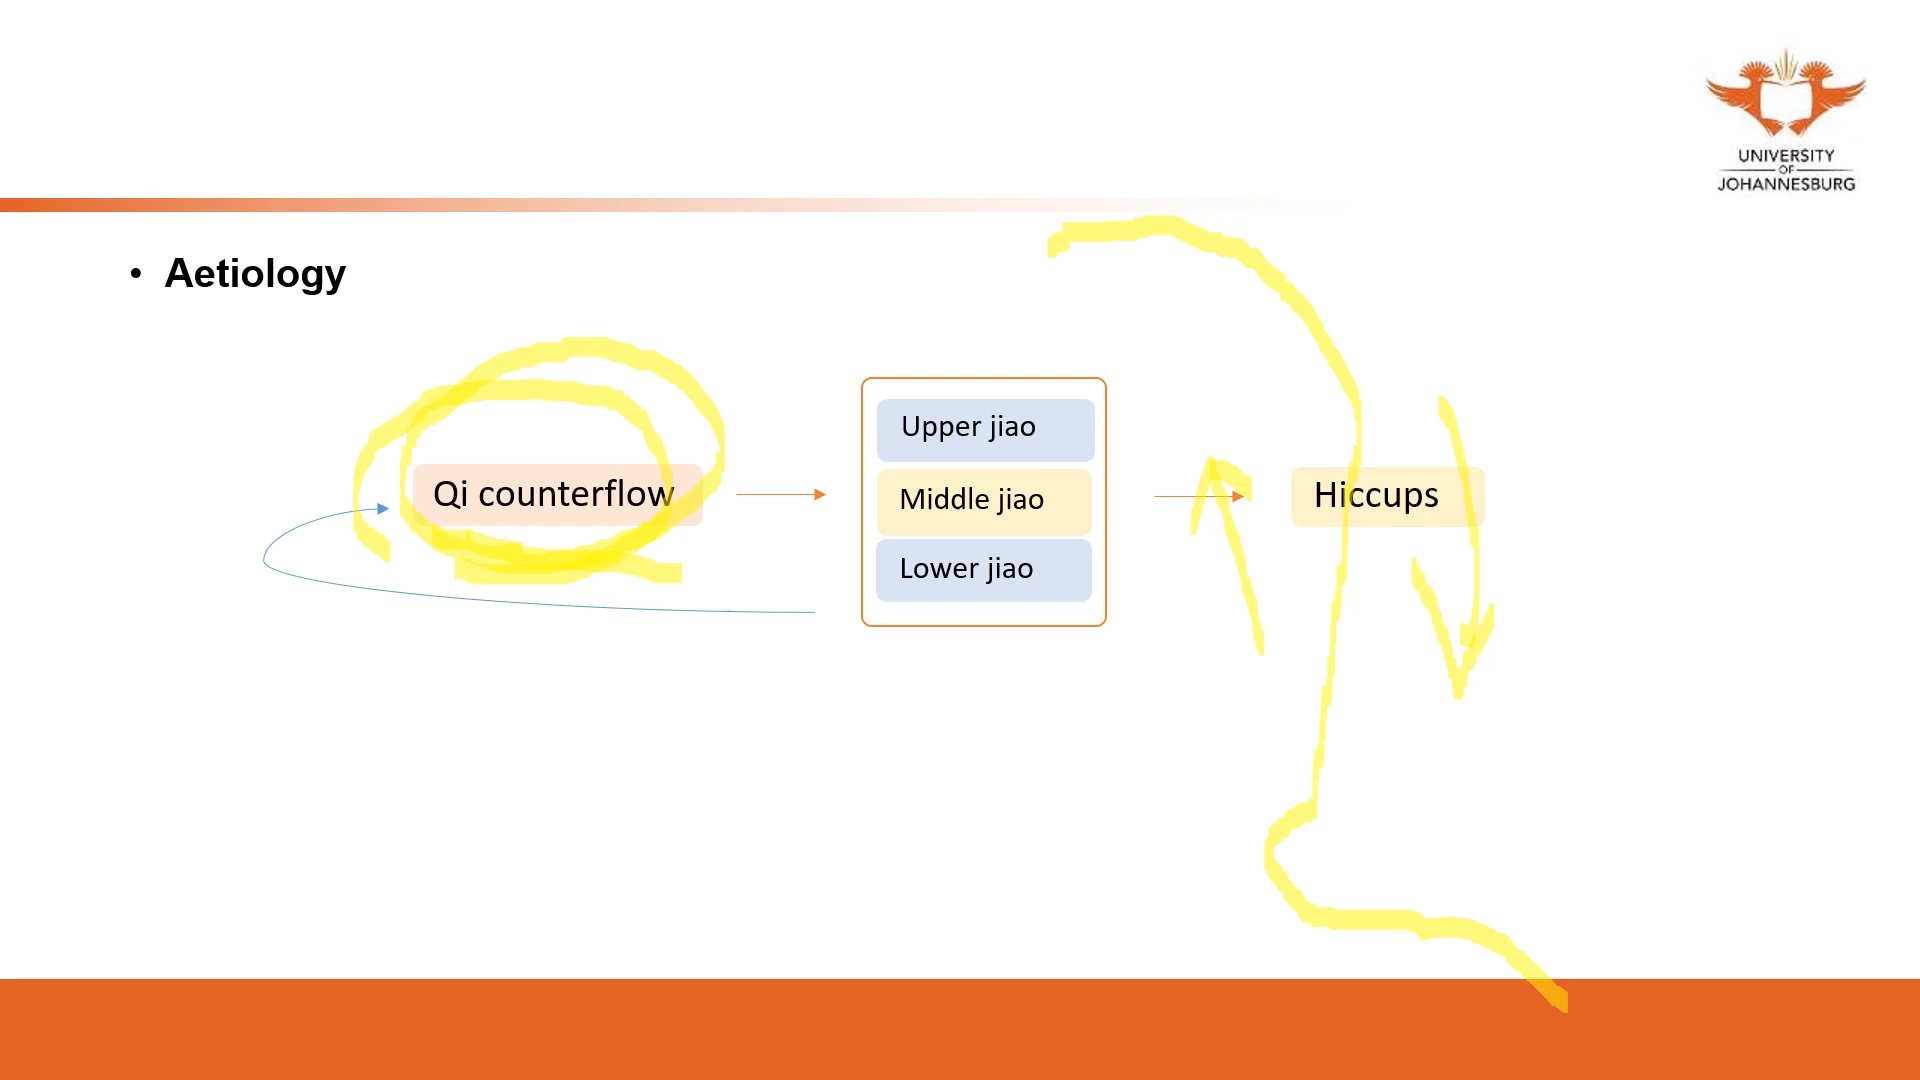 UNIVERSITY
OF
JOHANNESBURG
• Aetiology
Qi counterflow
Upper jiao
Middle jiao
Lower jiao
Hiccups